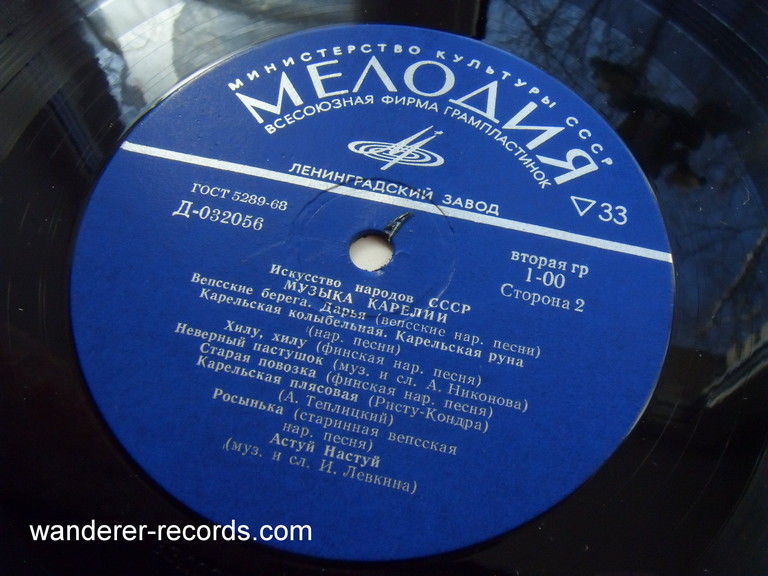 МИНИСТЕРСТВО КУЛЬТУРЫ СССР
МЕЛОДИЯ
ВСЕСОЮЗНАЯ ФИРМА ГРАМПЛАСТИНОК
ЛЕНИНГРАДСКИЙ ЗАВОД
33
ГОСТ 5289-68
Д-032056
вторая гр
1-00
Сторона 2
Искусство народов СССР
МУЗЫКА КАРЕЛИИ
Вепсские берега. Дарья (вепсские нар. песни)
Карельская колыбельная. Карельская руна
(нар. песни)
Хилу, хилу (финская нар. песня)
Неверный пастушок (муз. и сл. А. Никонова)
Старая повозка (финская нар. песня)
Карельская плясовая (Ристу-Кондра)
(А. Теплицкий)
Росынька (старинная вепсская
нар. песня)
Астуй Настуй
(муз. и сл. И. Левкина)
wanderer-records.com